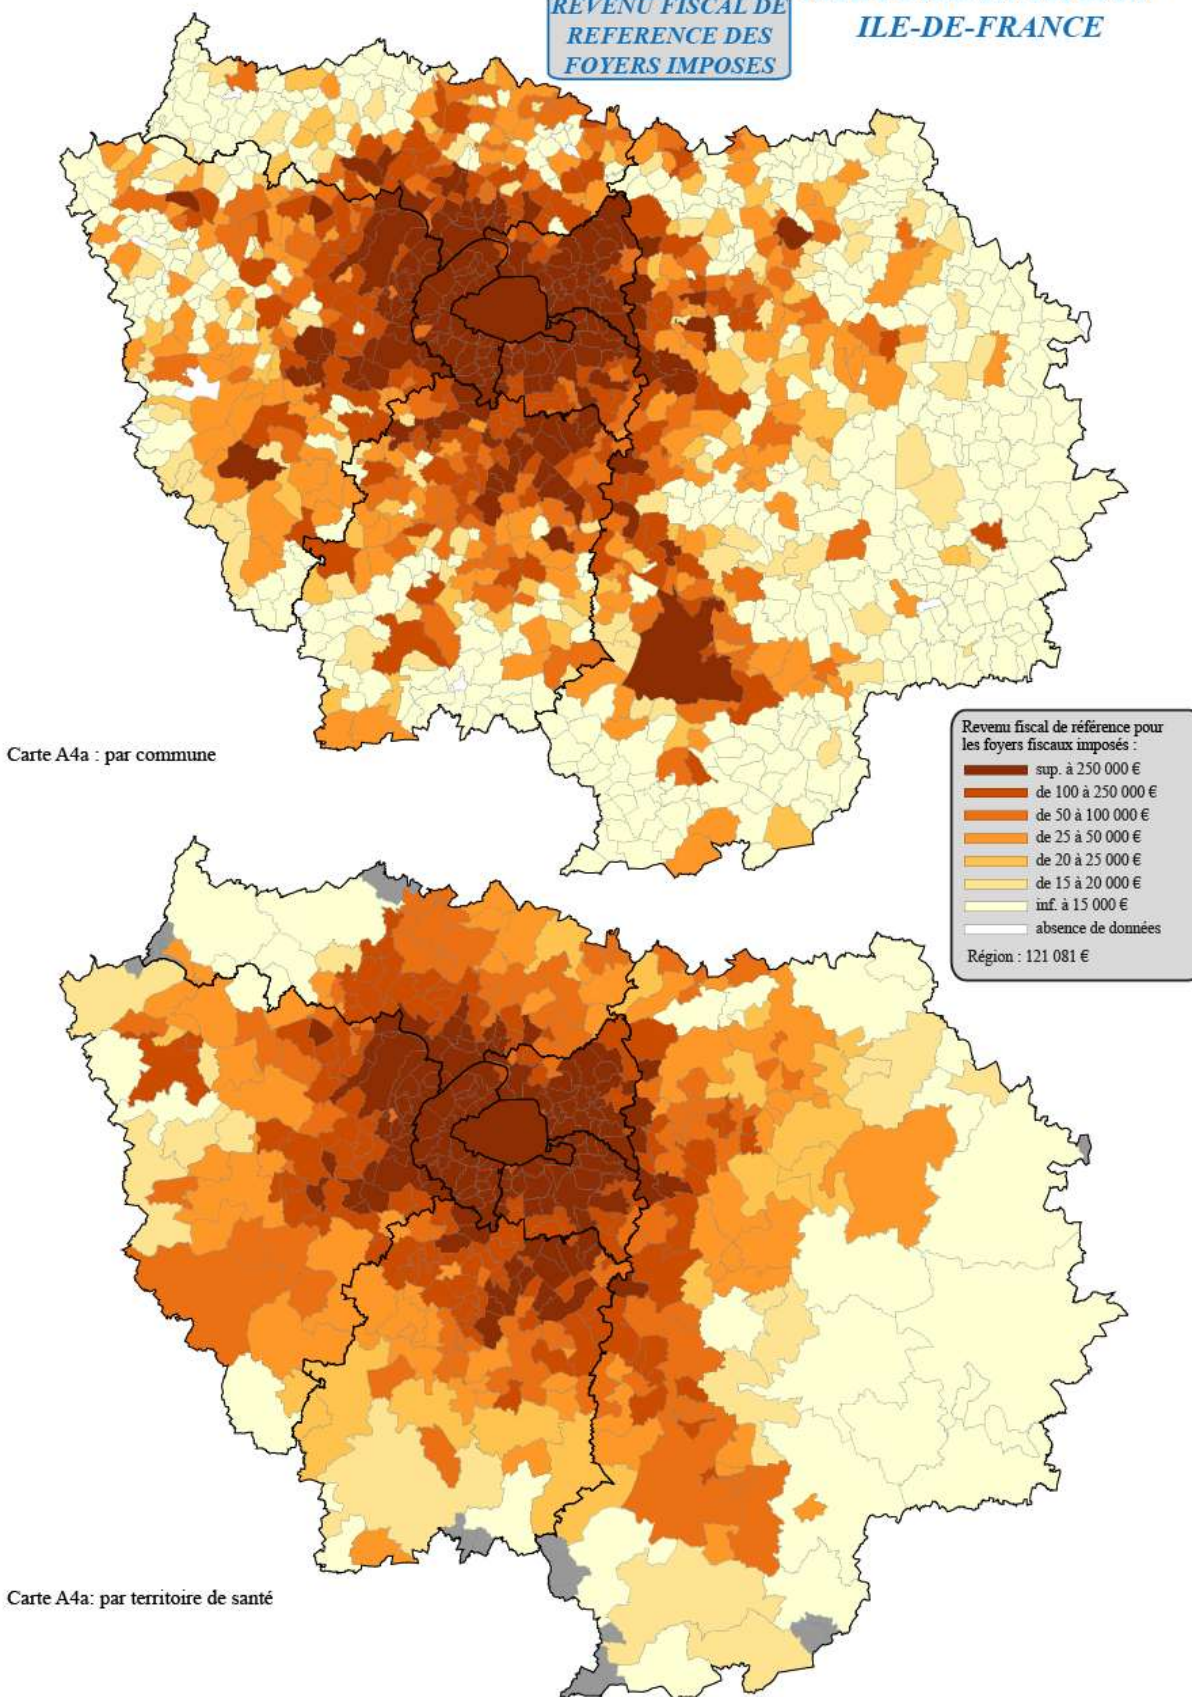 REVENU FISCAL DE
REFERENCE DES
FOYERS IMPOSES
ILE-DE-FRANCE
Carte A4a : par commune
Revenu fiscal de référence pour
les foyers fiscaux imposés :
sup. à 250 000 €
de 100 à 250 000 €
de 50 à 100 000 €
de 25 à 50 000 €
de 20 à 25 000 €
de 15 à 20 000 €
inf. à 15 000 €
absence de données
Région : 121 081 €
Carte A4a: par territoire de santé